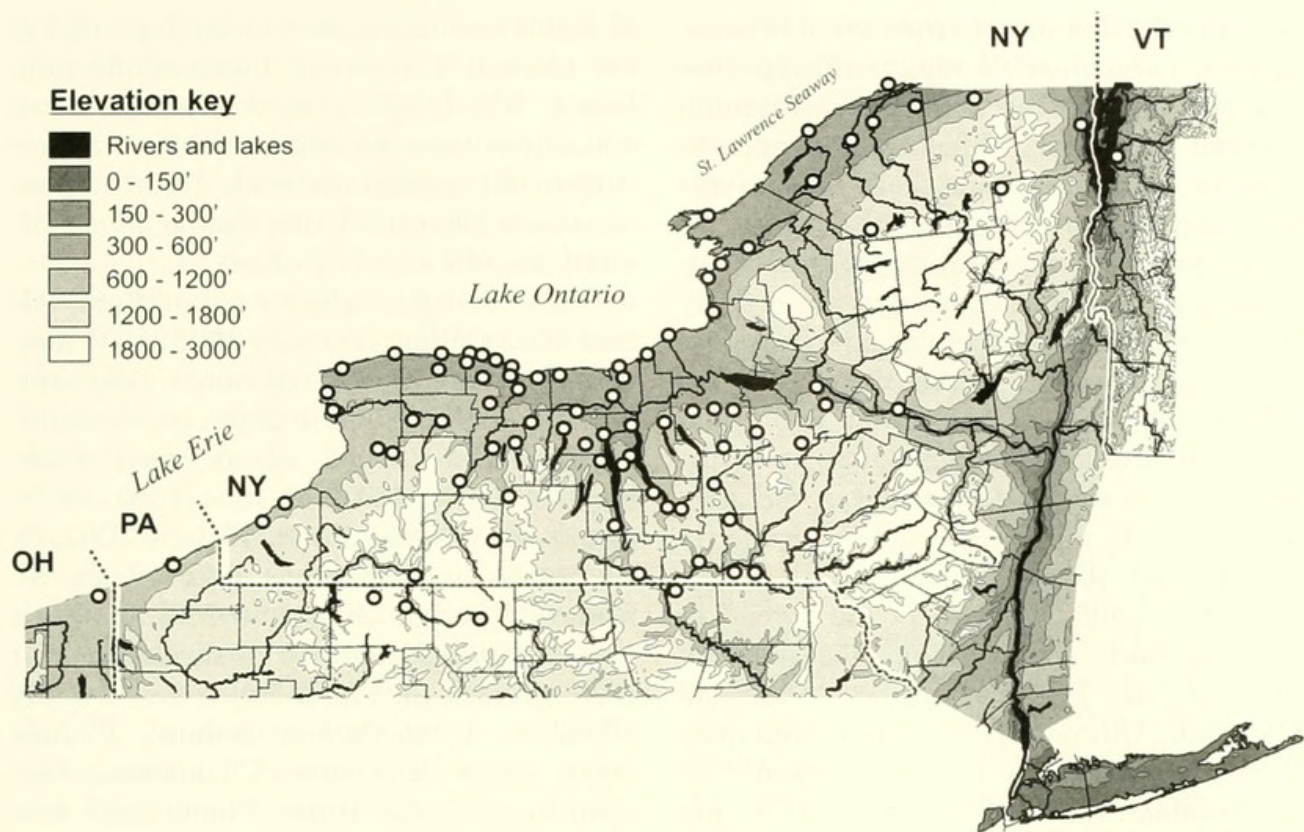 NY
VT
Elevation key
Rivers and lakes
0 - 150'
150 - 300'
300 - 600'
600 - 1200'
1200 - 1800'
1800 - 3000'
St. Lawrence Seaway
Lake Ontario
Lake Erie
NY
PA
OH